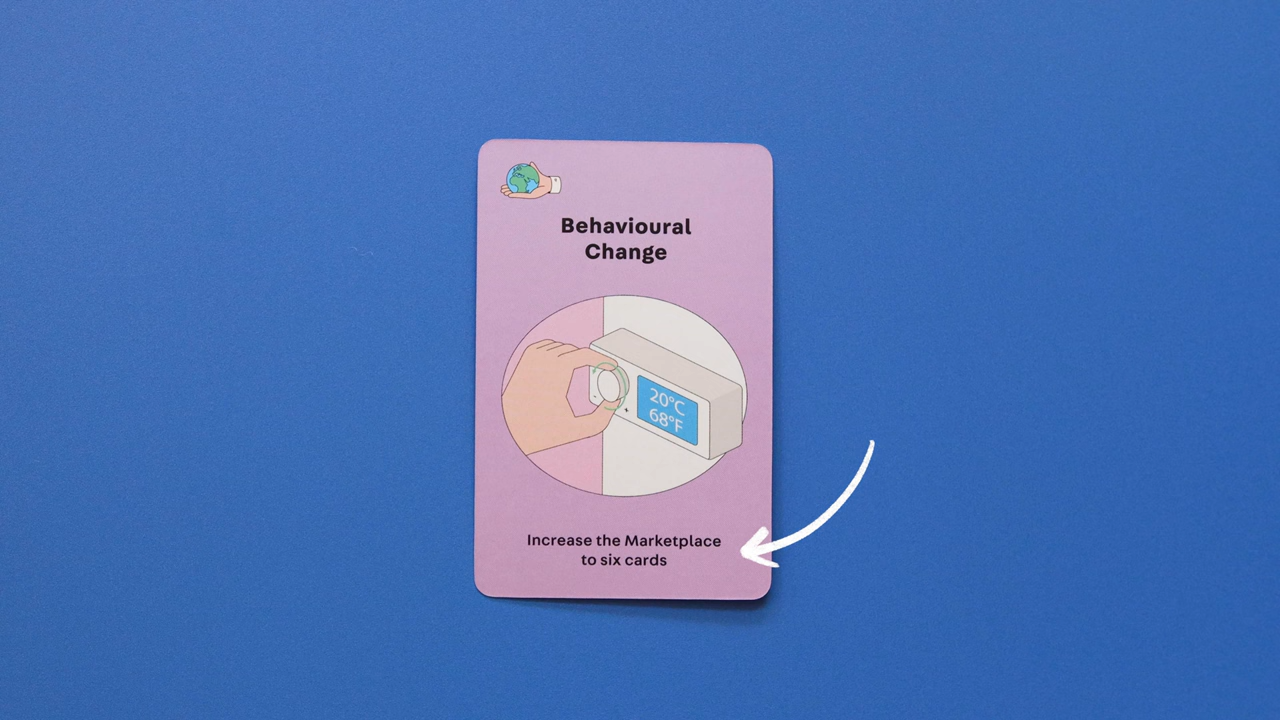 Behavioural
Change
20°C
68°F
- +
Increase the Marketplace
to six cards